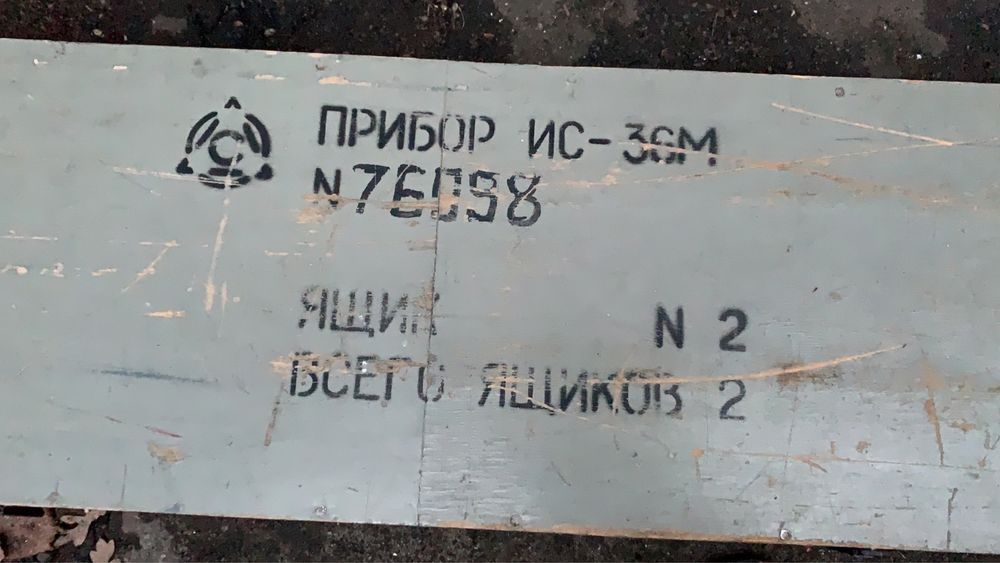 С
ПРИБОР ИС-36М
N76098
ЯЩИК N 2
ВСЕГО ЯЩИКОВ 2